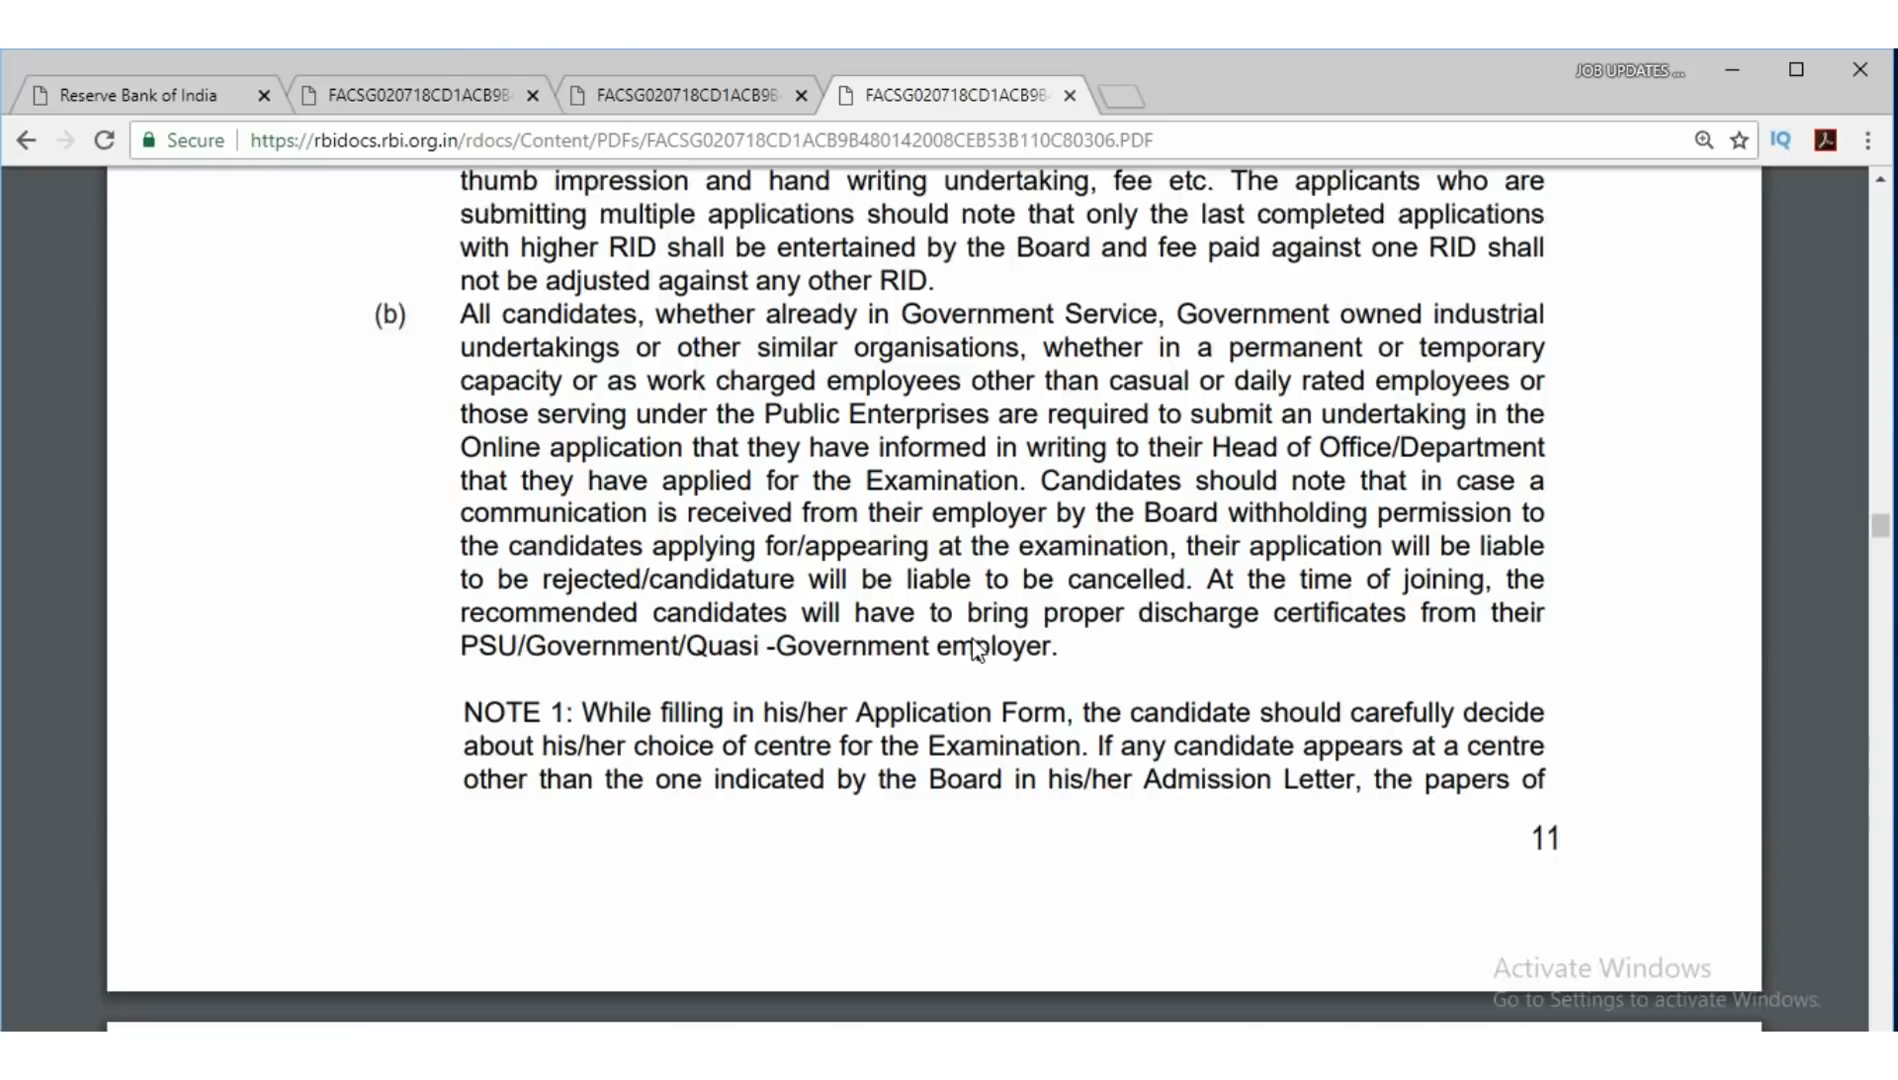 JOB UPDATES ...
Reserve Bank of India
FACSG020718CD1ACB9B
FACSG020718CD1ACB9B
FACSG020718CD1ACB9B
Secure https://rbidocs.rbi.org.in/rdocs/Content/PDFs/FACSG020718CD1ACB9B480142008CEB53B110C80306.PDF
IQ
thumb impression and hand writing undertaking, fee etc. The applicants who are
submitting multiple applications should note that only the last completed applications
with higher RID shall be entertained by the Board and fee paid against one RID shall
not be adjusted against any other RID.
(b) All candidates, whether already in Government Service, Government owned industrial
undertakings or other similar organisations, whether in a permanent or temporary
capacity or as work charged employees other than casual or daily rated employees or
those serving under the Public Enterprises are required to submit an undertaking in the
Online application that they have informed in writing to their Head of Office/Department
that they have applied for the Examination. Candidates should note that in case a
communication is received from their employer by the Board withholding permission to
the candidates applying for/appearing at the examination, their application will be liable
to be rejected/candidature will be liable to be cancelled. At the time of joining, the
recommended candidates will have to bring proper discharge certificates from their
PSU/Government/Quasi -Government employer.
NOTE 1: While filling in his/her Application Form, the candidate should carefully decide
about his/her choice of centre for the Examination. If any candidate appears at a centre
other than the one indicated by the Board in his/her Admission Letter, the papers of
11
Activate Windows
Go to Settings to activate Windows.